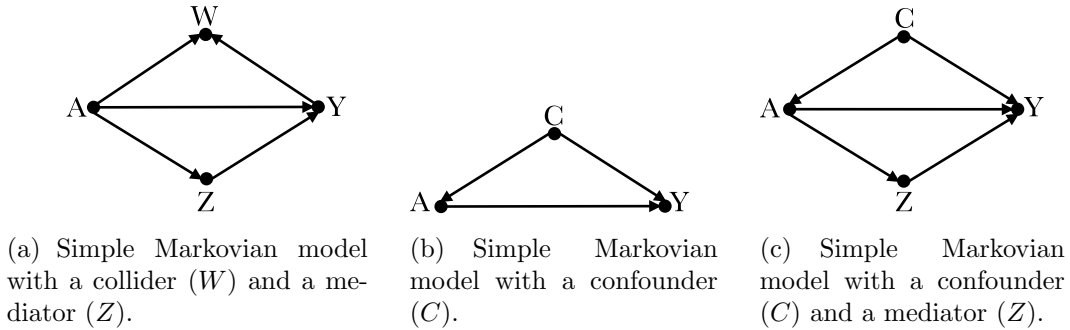 W
A
Y
Z
(a) Simple Markovian model
with a collider (W) and a me-
diator (Z).
C
A
Y
(b) Simple Markovian
model with a confounder
(C).
C
A
Y
Z
(c) Simple Markovian
model with a confounder
(C) and a mediator (Z).